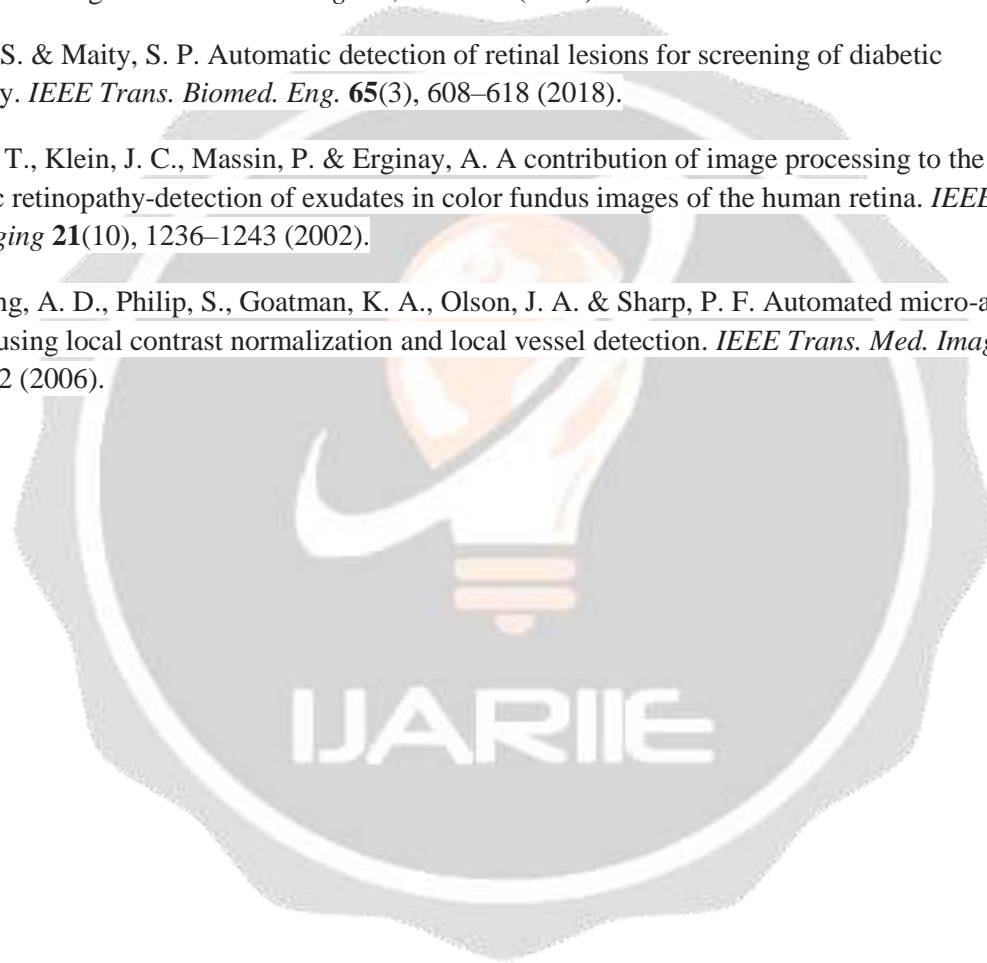 S. & Maity, S. P. Automatic detection of retinal lesions for screening of diabetic
y. IEEE Trans. Biomed. Eng. 65(3), 608–618 (2018).
T., Klein, J. C., Massin, P. & Erginay, A. A contribution of image processing to the
c retinopathy-detection of exudates in color fundus images of the human retina. IEEE
ging 21(10), 1236–1243 (2002).
ng, A. D., Philip, S., Goatman, K. A., Olson, J. A. & Sharp, P. F. Automated micro-a
using local contrast normalization and local vessel detection. IEEE Trans. Med. Imag
2 (2006).
IJARIIE